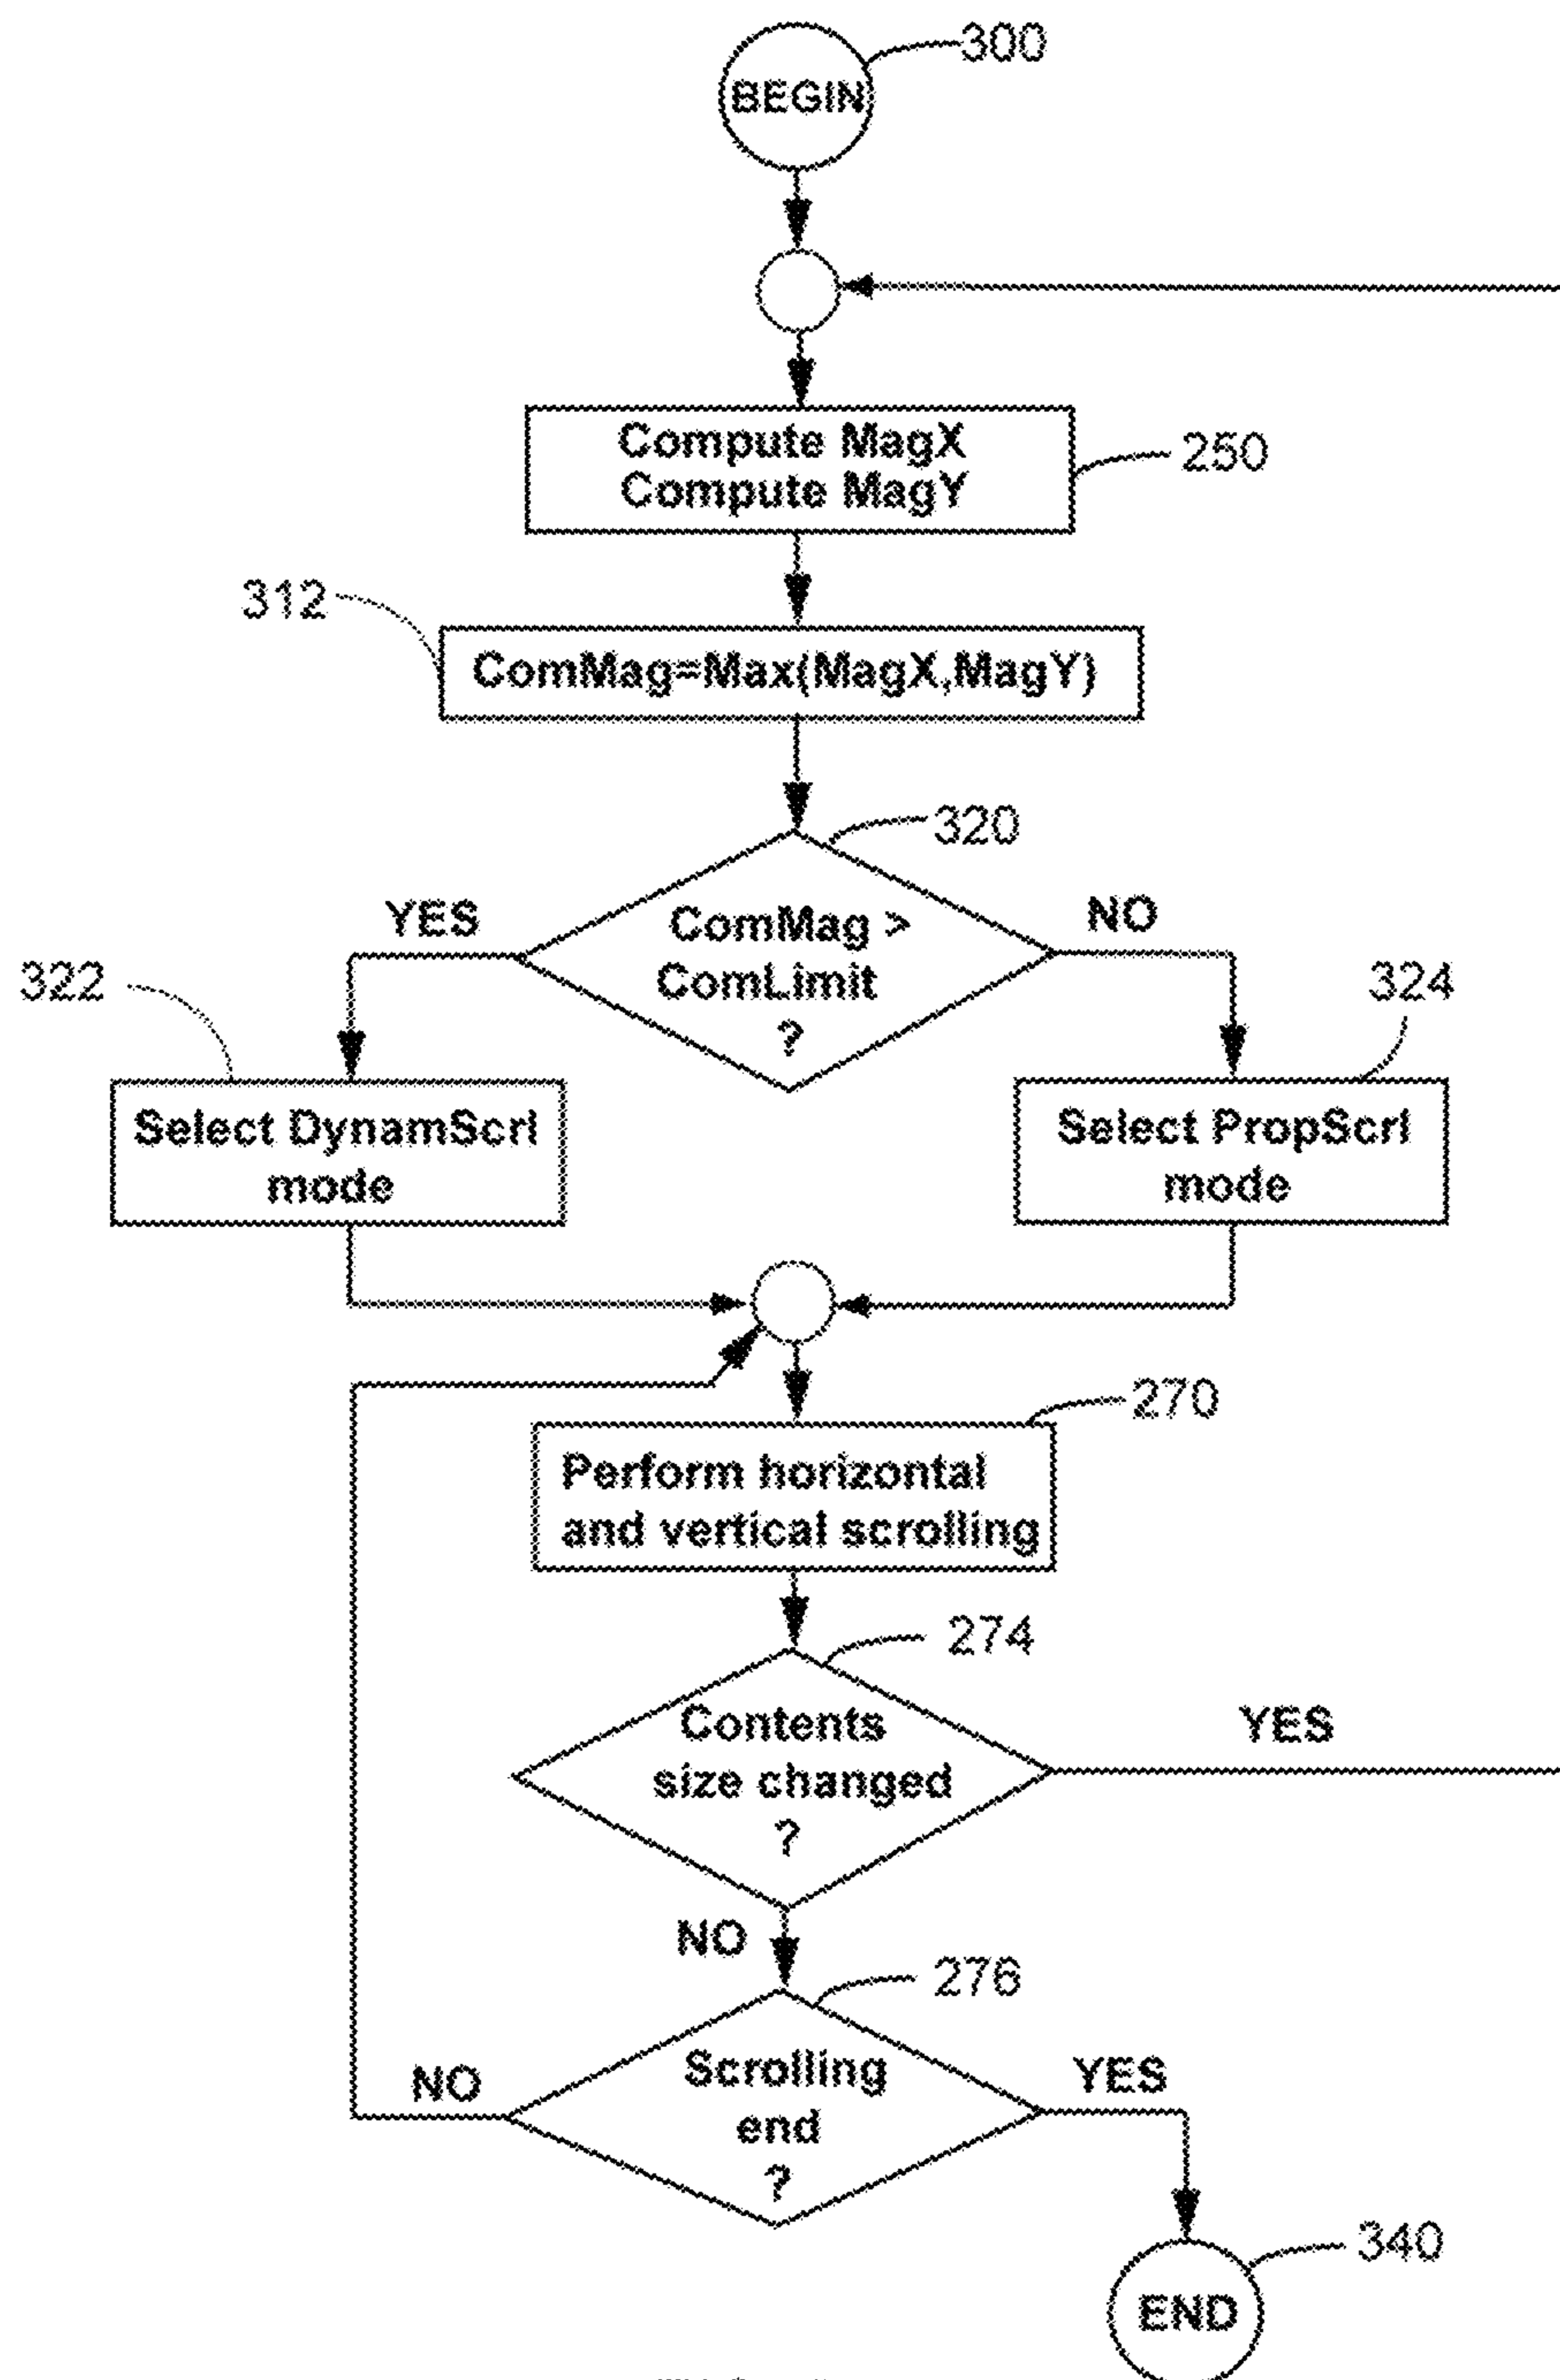 300
BEGIN
Compute MagX
Compute MagY
250
312
ComMag=Max(MagX,MagY)
320
YES
NO
ComMag >
ComLimit
?
322
324
Select DynamScrl
mode
Select PropScrl
mode
270
Perform horizontal
and vertical scrolling
274
Contents
size changed
?
YES
NO
276
Scrolling
end
?
NO
YES
340
END